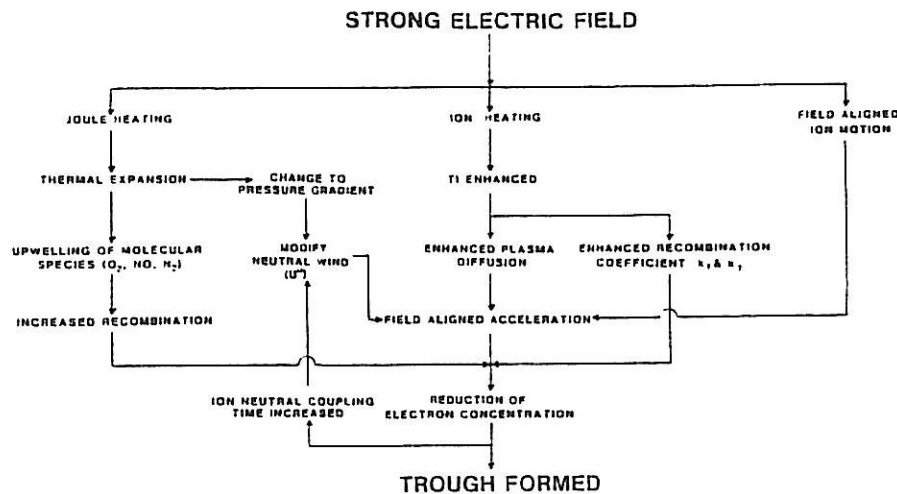 STRONG ELECTRIC FIELD
JOULE HEATING
ION HEATING
FIELD ALIGNED
ION MOTION
THERMAL EXPANSION
CHANGE TO
PRESSURE GRADIENT
TI ENHANCED
UPWELLING OF MOLECULAR
SPECIES (O₂, NO, N₂)
MODIFY
NEUTRAL WIND
ENHANCED PLASMA
DIFFUSION
ENHANCED RECOMBINATION
COEFFICIENT
INCREASED RECOMBINATION
FIELD ALIGNED ACCELERATION
ION NEUTRAL COUPLING
TIME INCREASED
REDUCTION OF
ELECTRON CONCENTRATION
TROUGH FORMED